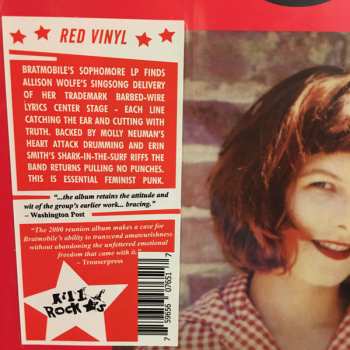 RED VINYL
BRATMOBILE'S SOPHOMORE LP FINDS
ALLISON WOLFE'S SINGSONG DELIVERY
OF HER TRADEMARK BARBED-WIRE
LYRICS CENTER STAGE - EACH LINE
CATCHING THE EAR AND CUTTING WITH
TRUTH. BACKED BY MOLLY NEUMAN'S
HEART ATTACK DRUMMING AND ERIN
SMITH'S SHARK-IN-THE-SURF RIFFS THE
BAND RETURNS PULLING NO PUNCHES.
THIS IS ESSENTIAL FEMINIST PUNK.
"...the album retains the attitude and
wit of the group's earlier work... bracing."
– Washington Post
"The 2000 reunion album makes a case for
Bratmobile's ability to transcend amateurishness
without abandoning the unfettered emotional
freedom that came with it."
– Trouserpress
KILL
ROCK
S
7 59656 07651 7